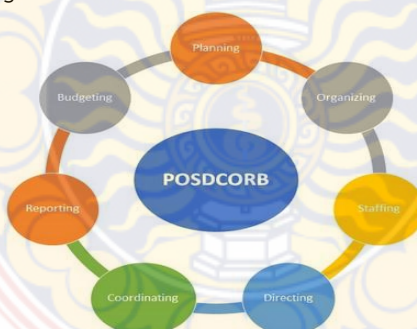 Planning
Organizing
Staffing
Directing
Coordinating
Reporting
Budgeting
POSDCORB